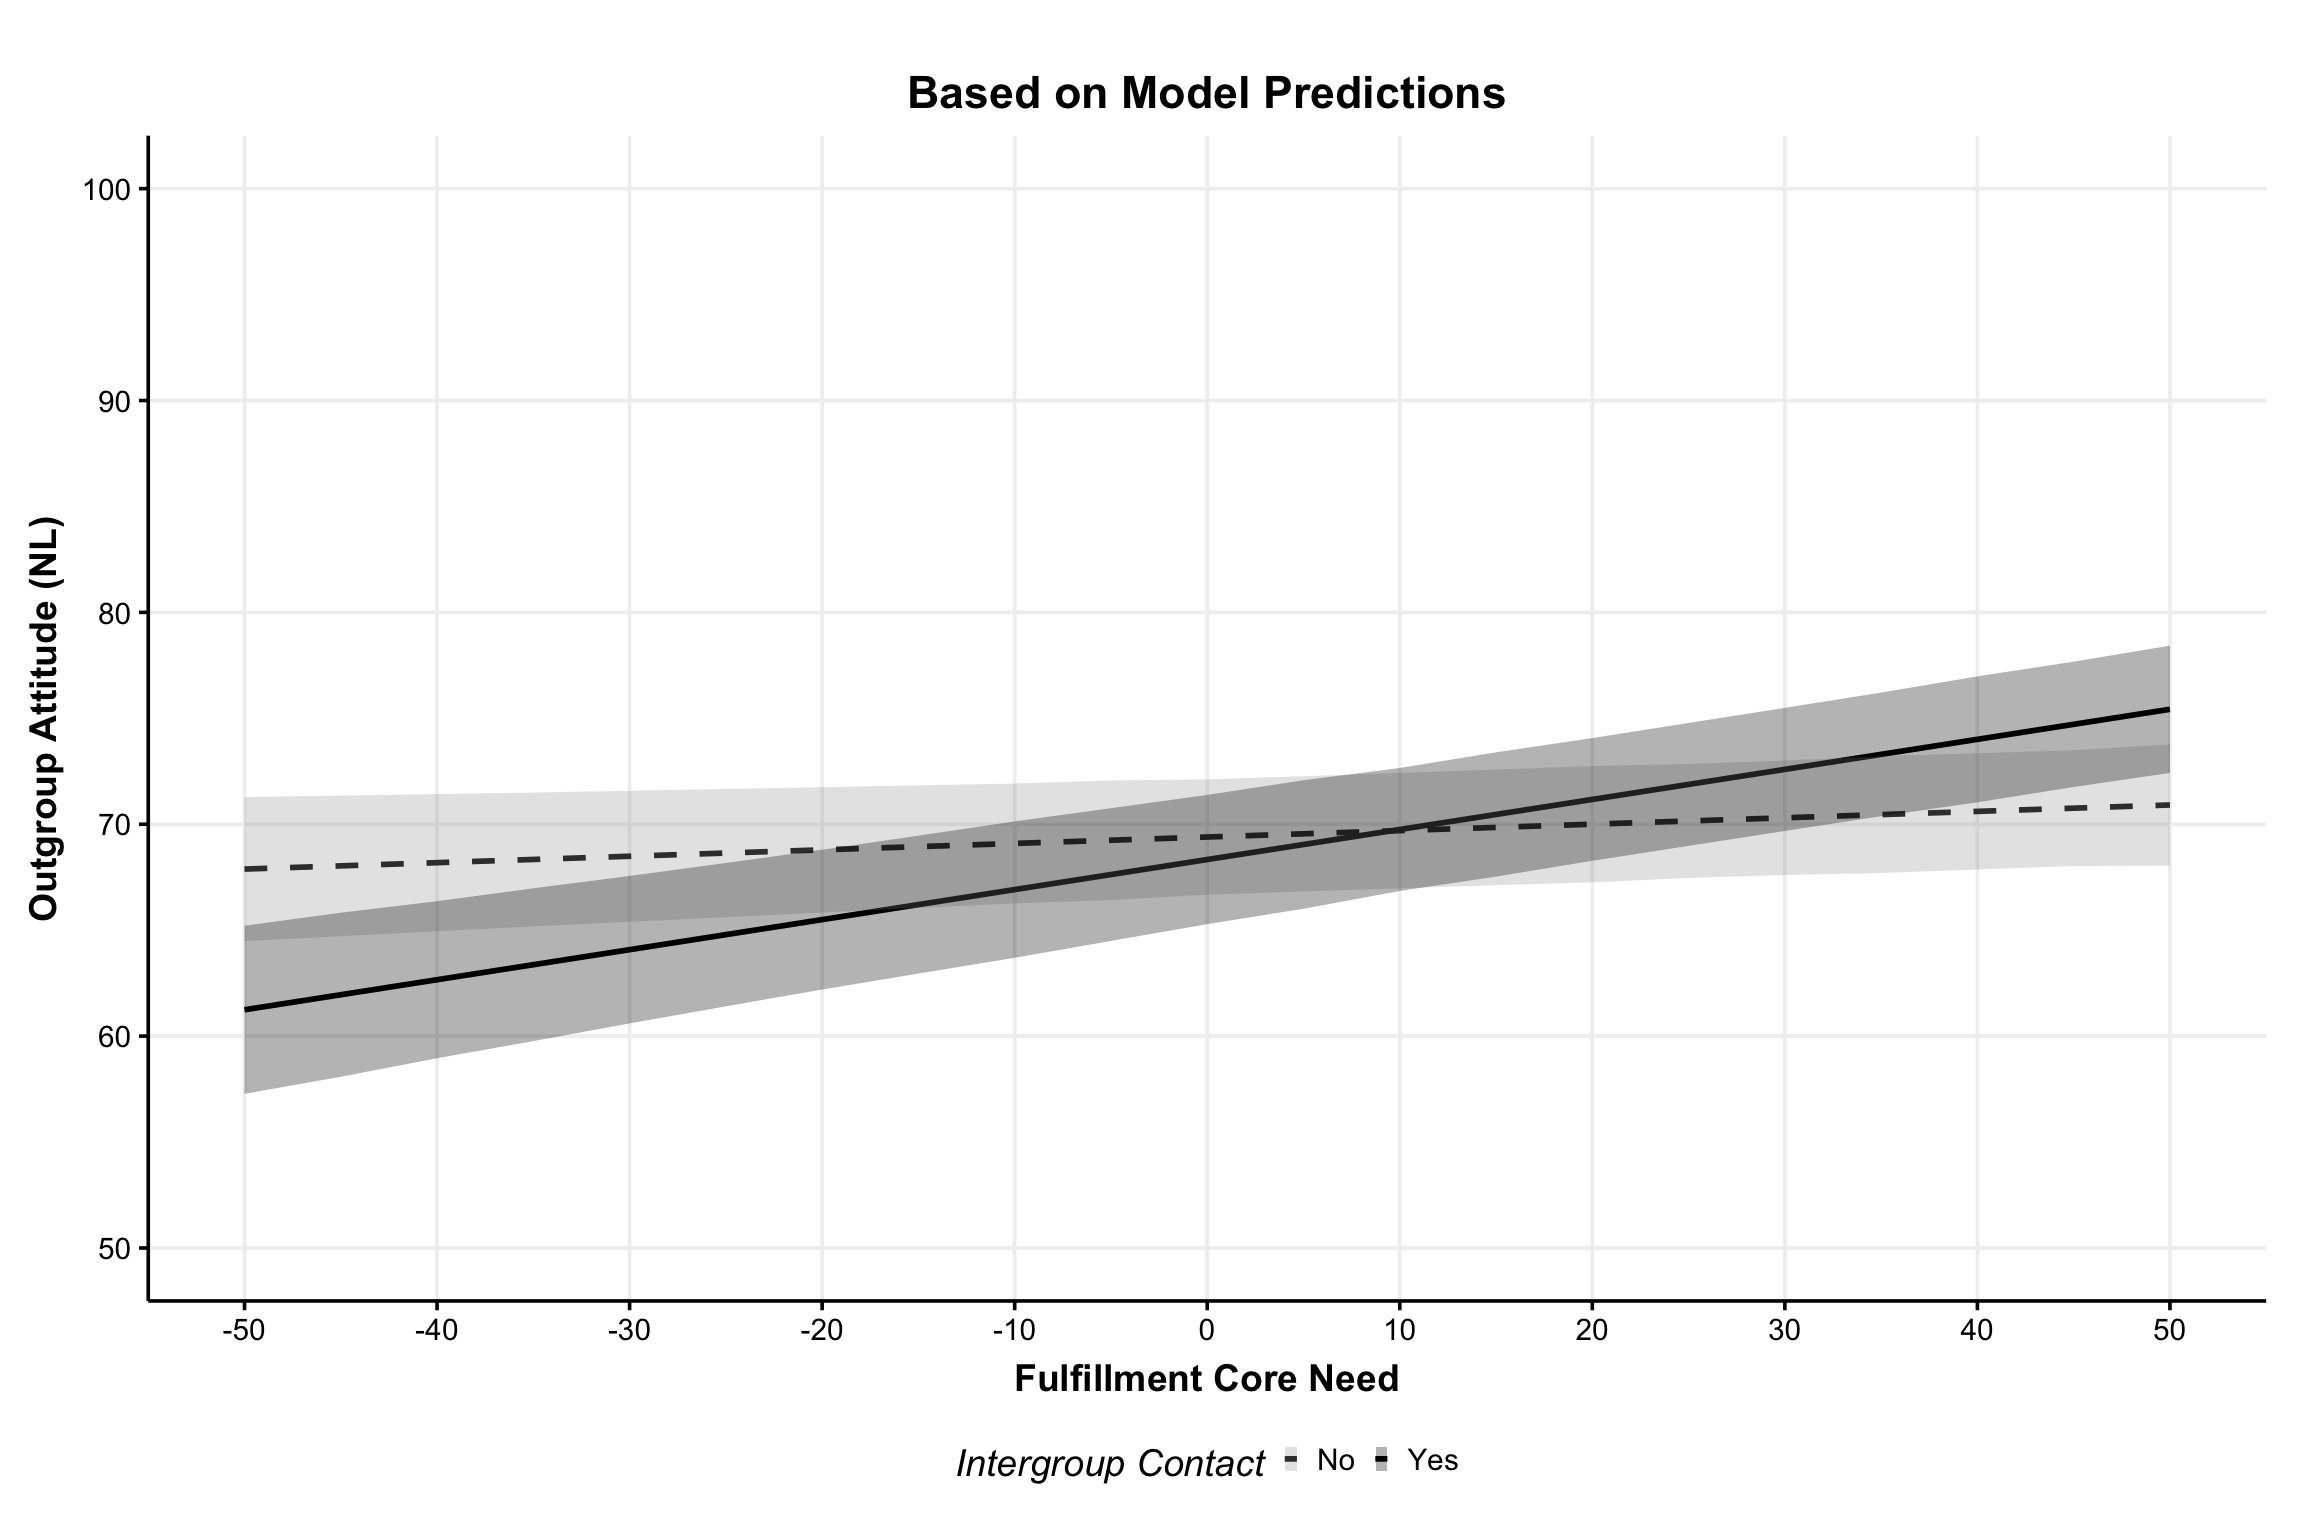 Based on Model Predictions
100
90
80
70
60
50
Outgroup Attitude (NL)
-50 -40 -30 -20 -10 0 10 20 30 40 50
Fulfillment Core Need
Intergroup Contact No Yes